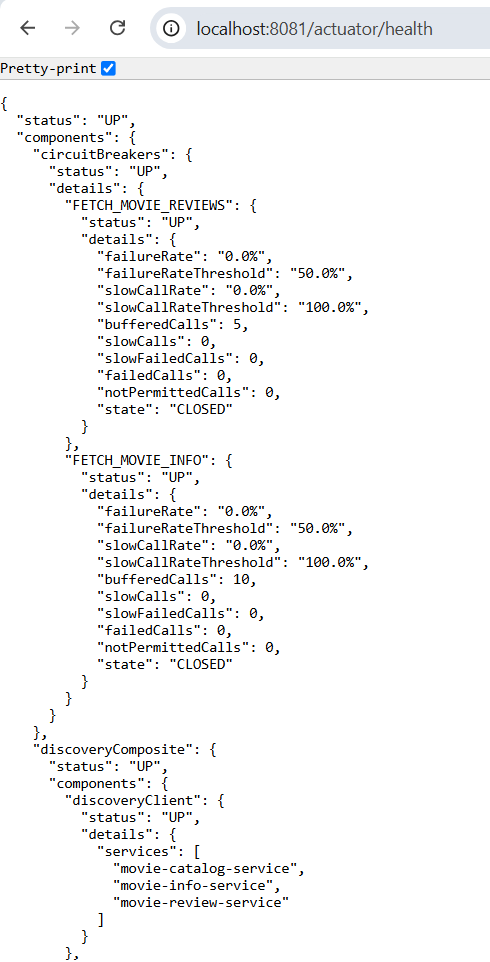 localhost:8081/actuator/health
Pretty-print
{
  "status": "UP",
  "components": {
    "circuitBreakers": {
      "status": "UP",
      "details": {
        "FETCH_MOVIE_REVIEWS": {
          "status": "UP",
          "details": {
            "failureRate": "0.0%",
            "failureRateThreshold": "50.0%",
            "slowCallRate": "0.0%",
            "slowCallRateThreshold": "100.0%",
            "bufferedCalls": 5,
            "slowCalls": 0,
            "slowFailedCalls": 0,
            "failedCalls": 0,
            "notPermittedCalls": 0,
            "state": "CLOSED"
          }
        },
        "FETCH_MOVIE_INFO": {
          "status": "UP",
          "details": {
            "failureRate": "0.0%",
            "failureRateThreshold": "50.0%",
            "slowCallRate": "0.0%",
            "slowCallRateThreshold": "100.0%",
            "bufferedCalls": 10,
            "slowCalls": 0,
            "slowFailedCalls": 0,
            "failedCalls": 0,
            "notPermittedCalls": 0,
            "state": "CLOSED"
          }
        }
      }
    },
    "discoveryComposite": {
      "status": "UP",
      "components": {
        "discoveryClient": {
          "status": "UP",
          "details": {
            "services": [
              "movie-catalog-service",
              "movie-info-service",
              "movie-review-service"
            ]
          }
        },